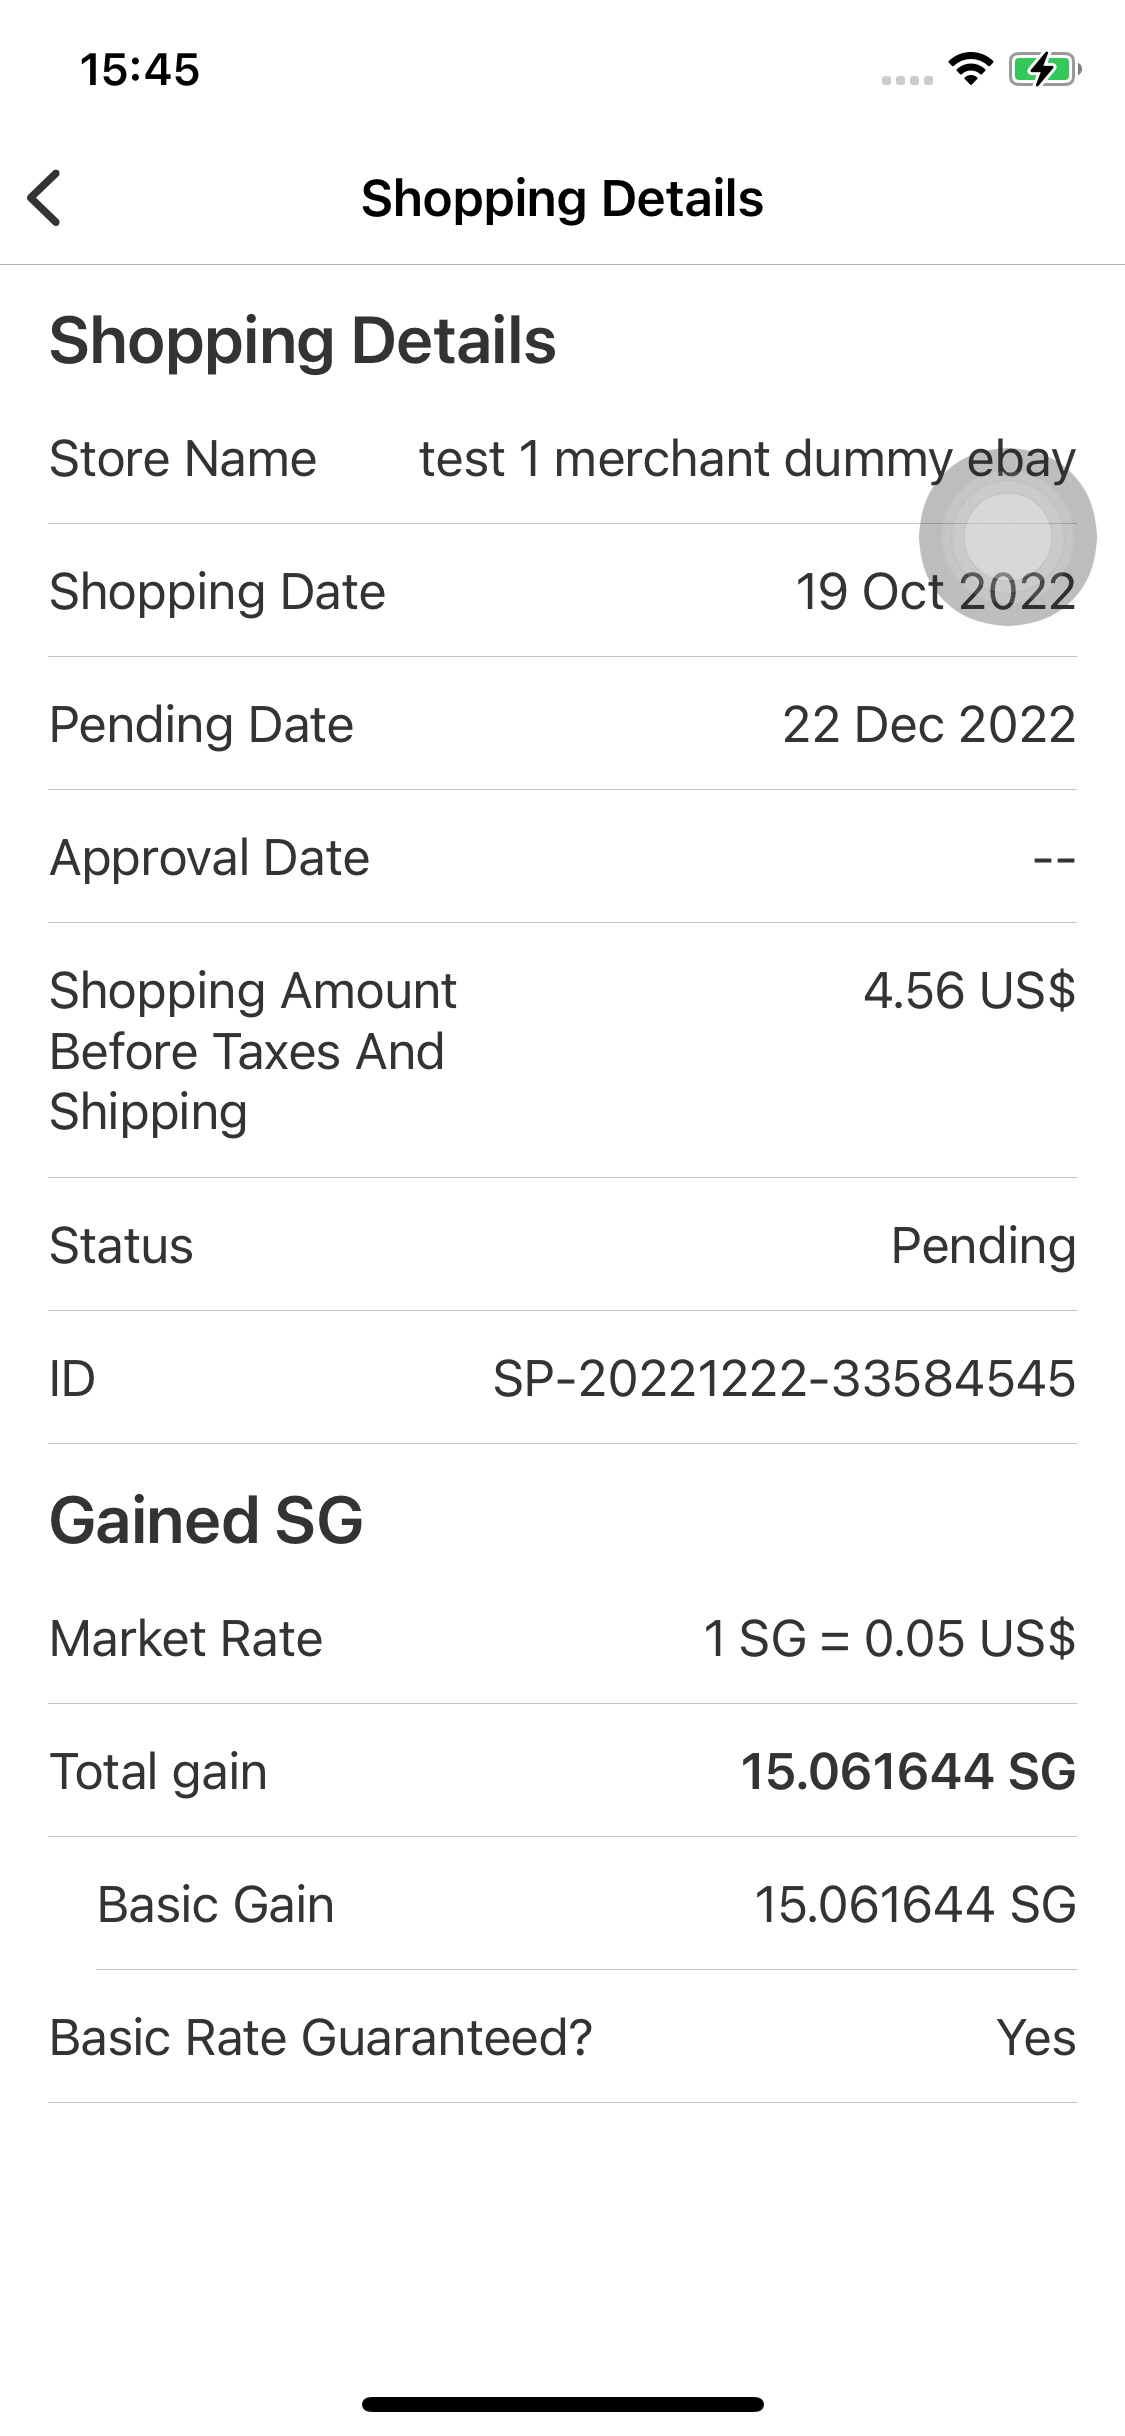 15:45
Shopping Details
Shopping Details
Store Name test 1 merchant dummy ebay
Shopping Date 19 Oct 2022
Pending Date 22 Dec 2022
Approval Date --
Shopping Amount 4.56 US$
Before Taxes And
Shipping
Status Pending
ID SP-20221222-33584545
Gained SG
Market Rate 1 SG = 0.05 US$
Total gain 15.061644 SG
Basic Gain 15.061644 SG
Basic Rate Guaranteed? Yes